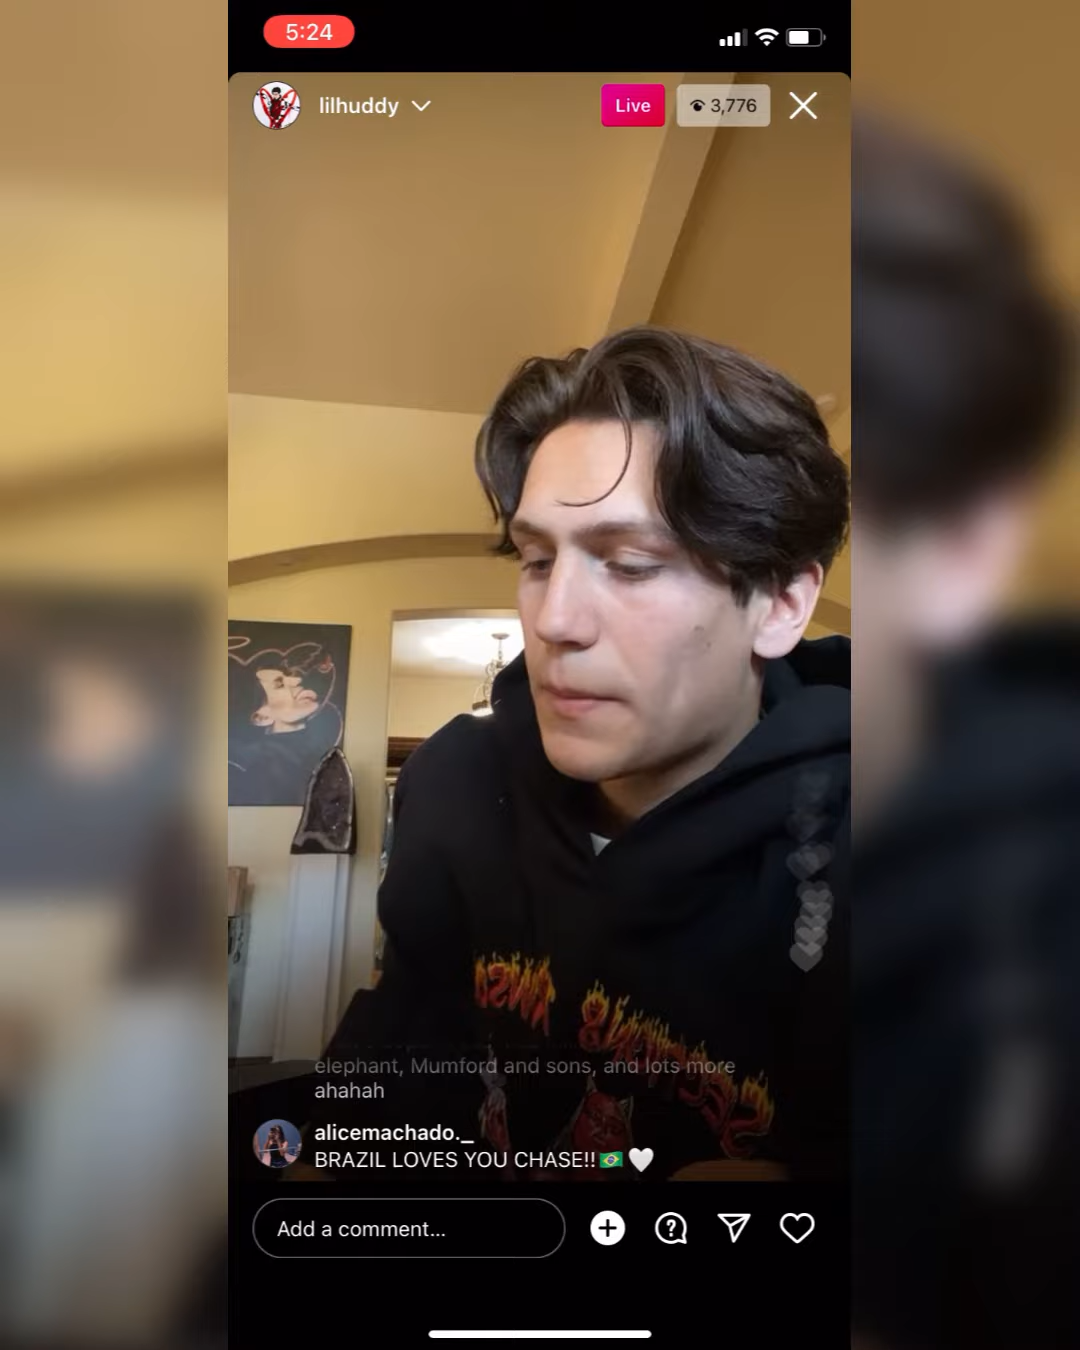 5:24
lilhuddy
Live
3,776
elephant, Mumford and sons, and lots more
ahahah
alicemachado._
BRAZIL LOVES YOU CHASE!!🇧🇷🤍
Add a comment...